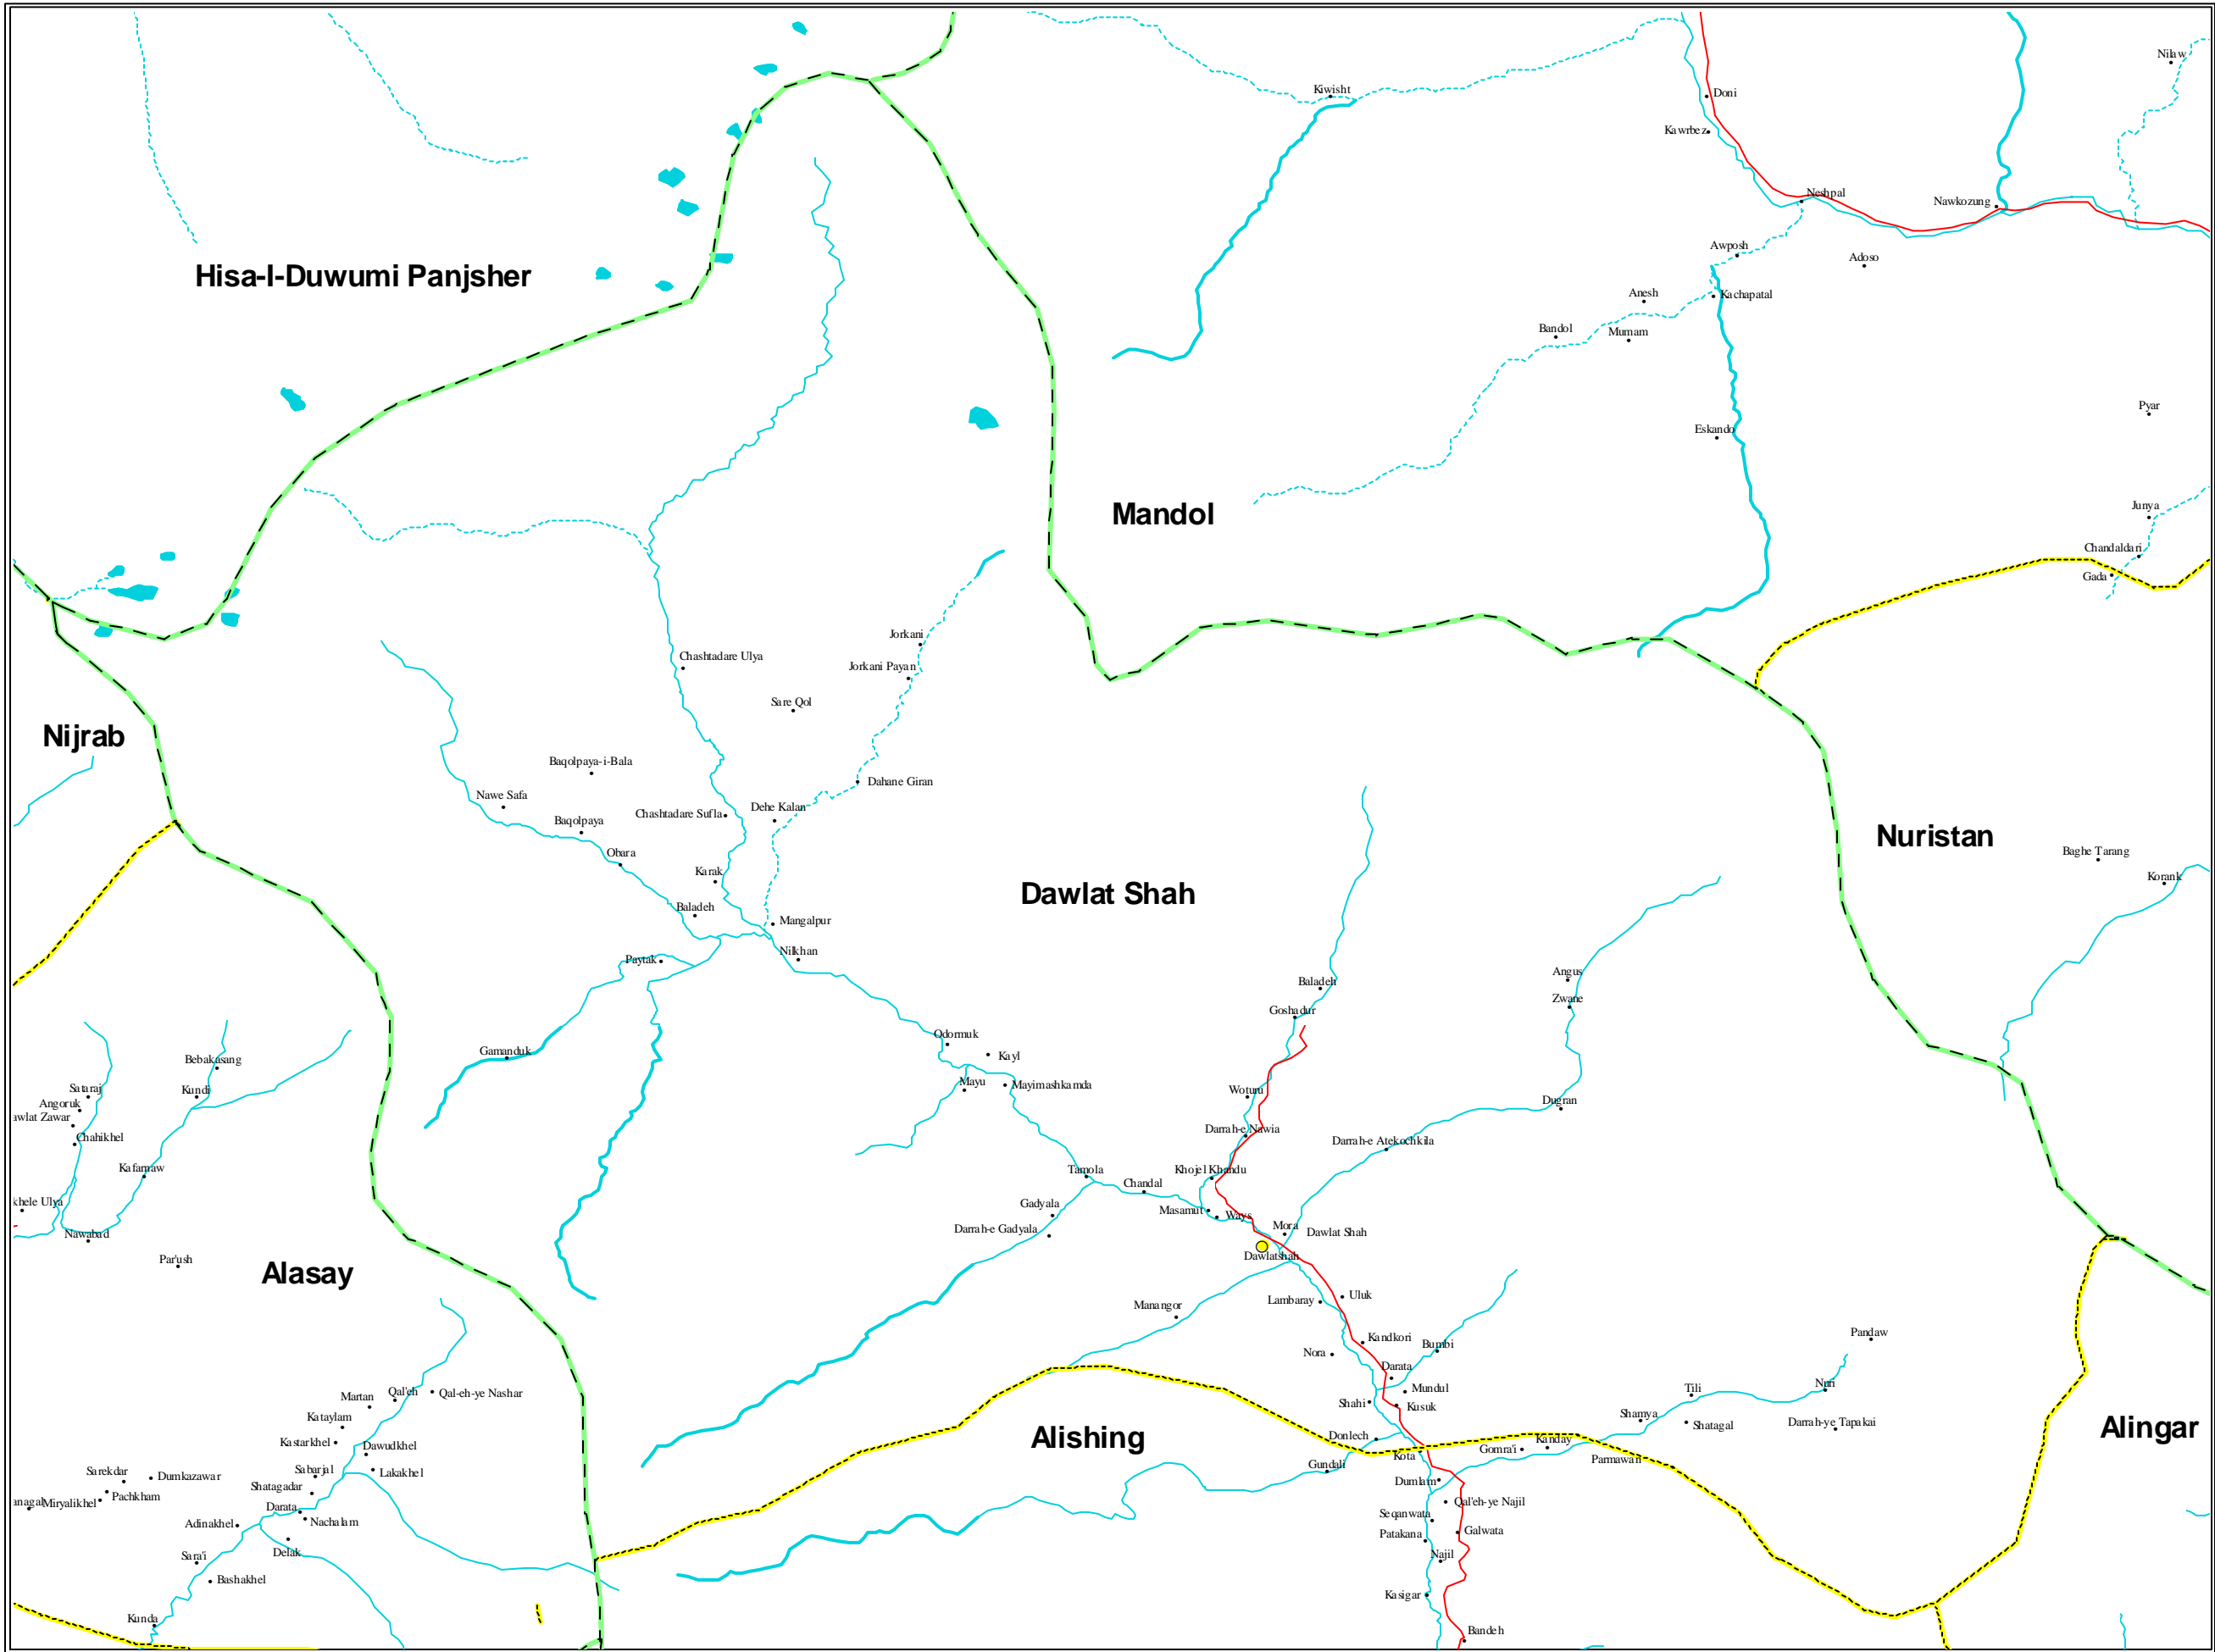 Nilaw
Kiwisht
Doni
Kawrbez
Neshpal
Nawkozung
Awposh
Adoso
Hisa-I-Duwumi Panjsher
Anesh
Kachapatal
Bandol
Mumam
Pyar
Eskando
Mandol
Junya
Chandaldari
Gada
Jorkani
Chashtadare Ulya
Jorkani Payan
Sare Qol
Nijrab
Baqolpaya-i-Bala
Dahane Giran
Nawe Safa
Chashtadare Sufla
Dehe Kalan
Baqolpaya
Nuristan
Obara
Baghe Tarang
Karak
Korank
Dawlat Shah
Baladeh
Mangalpur
Nilkhan
Paytak
Angus
Baladeh
Zwane
Goshadur
Odormuk
Gamanduk
Kayl
Bebakasang
Mayu
Mayimashkamda
Sataraj
Kundi
Woturu
Angoruk
Dugran
awlat Zawar
Chahikhel
Darrah-e Nawia
Darrah-e Atekochkila
Kafarnaw
Tamola
Khojel Khandu
Chandal
khele Ulya
Gadyala
Masamut
Ways
Nawabad
Darrah-e Gadyala
Mora
Dawlat Shah
Par'ush
Dawlatshah
Alasay
Manangor
Lambaray
Uluk
Kandkori
Bumbi
Pandaw
Nora
Darata
Martan
Qal'eh
Qal-eh-ye Nashar
Mundul
Tili
Nuri
Shahi
Kusuk
Kataylam
Shamya
Shatagal
Darrah-ye Tapakai
Alingar
Kastarkhel
Dawudkhel
Alishing
Donlech
Gomra'i
Kanday
Kota
Parmawan
Sarekdar
Dumkazawar
Sabarjal
Lakakhel
Gundali
Dumlam
Shatagadar
anagal
Miryalikhel
Pachkham
Qal'eh-ye Najil
Darata
Seqanwata
Adinakhel
Nachalam
Patakana
Galwata
Sara'i
Delak
Najil
Bashakhel
Kasigar
Kunda
Bandeh